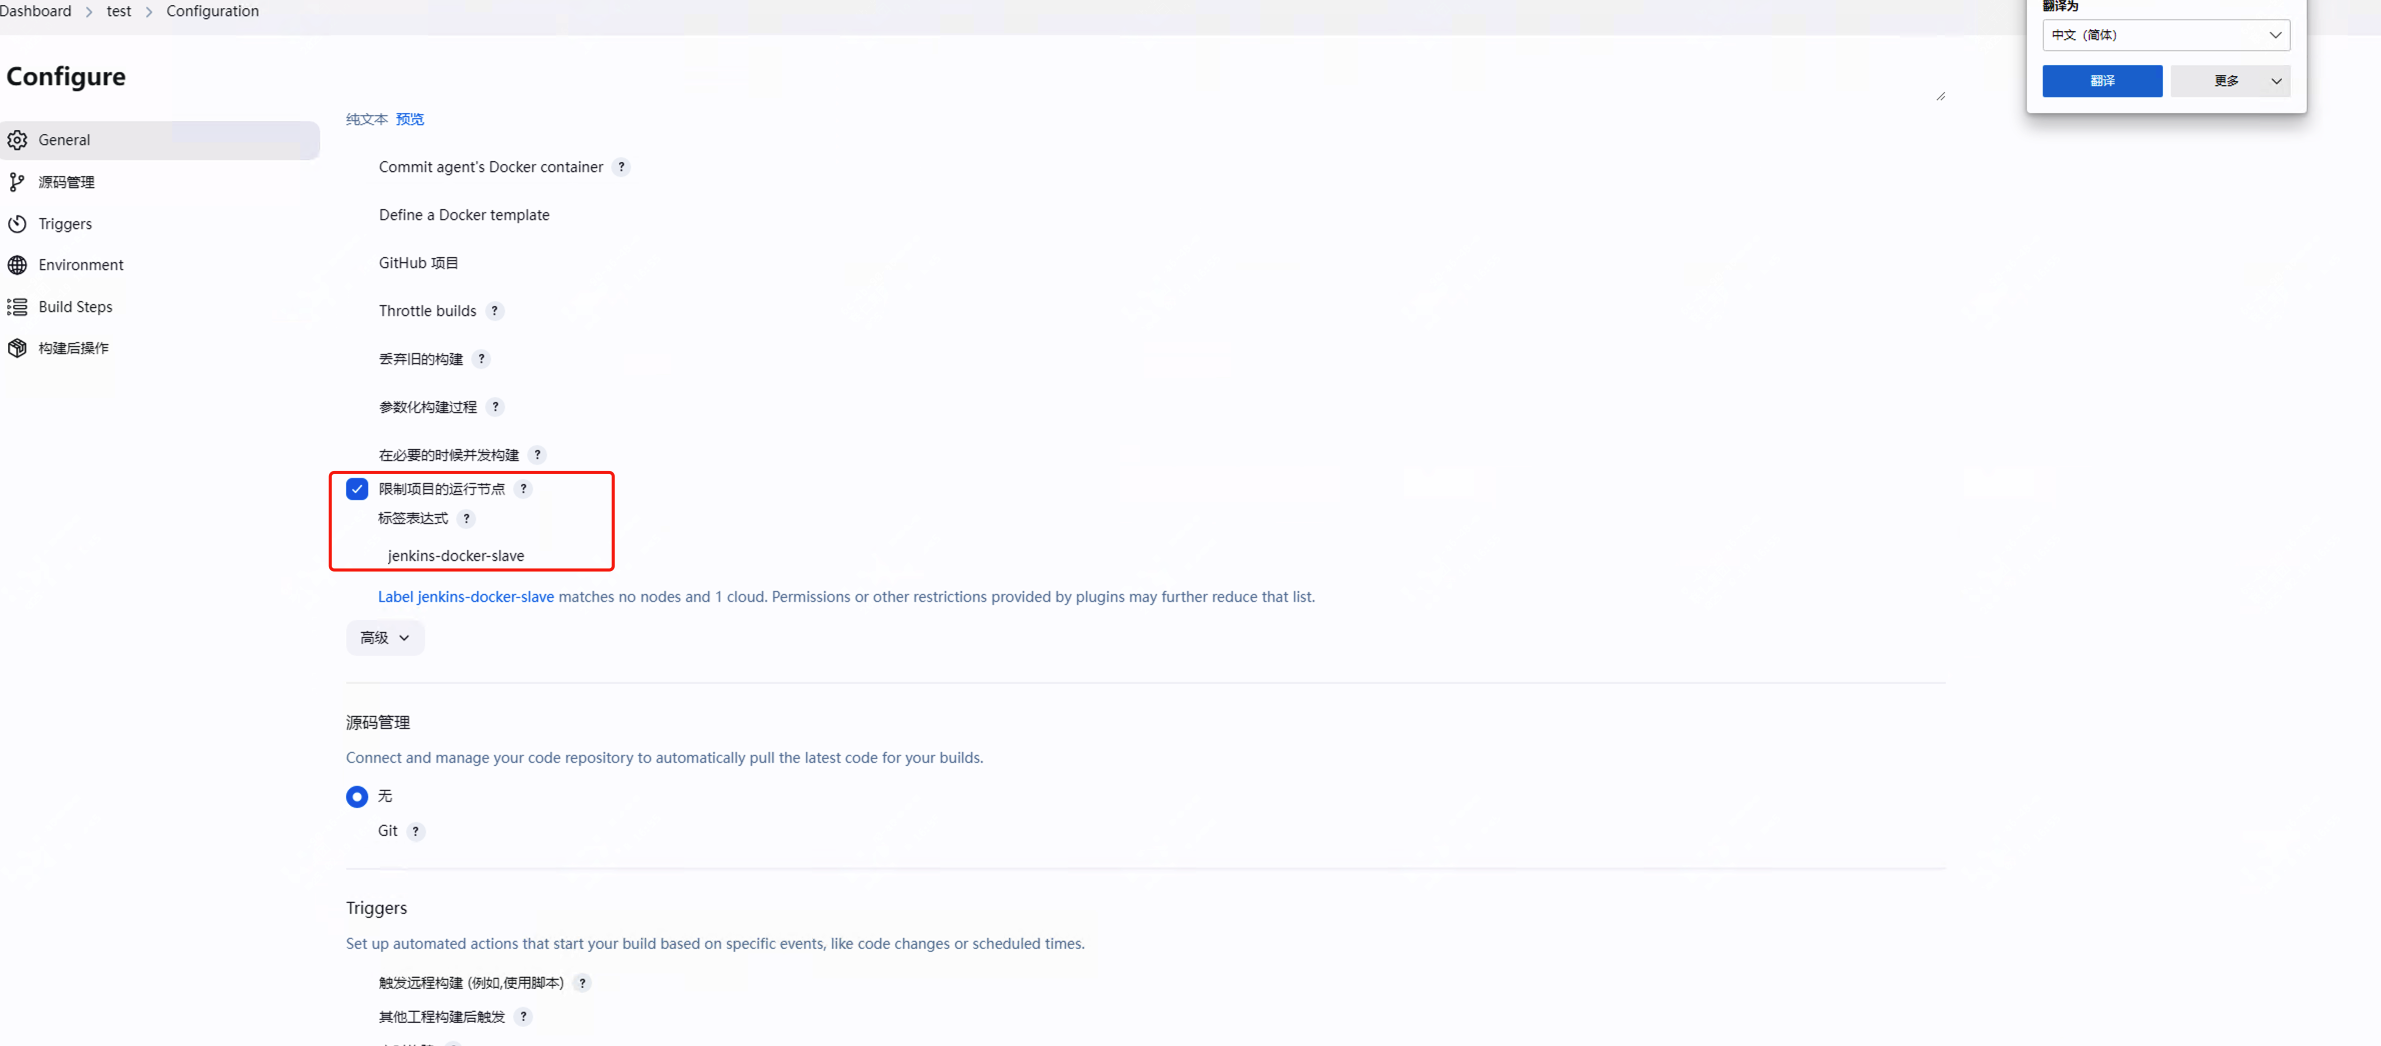 Dashboard > test > Configuration
翻译为
中文 (简体)
翻译 更多
Configure
General
源码管理
Triggers
Environment
Build Steps
构建后操作
纯文本 预览
Commit agent's Docker container ?
Define a Docker template
GitHub 项目
Throttle builds ?
丢弃旧的构建 ?
参数化构建过程 ?
在必要的时候并发构建 ?
限制项目的运行节点 ?
标签表达式 ?
jenkins-docker-slave
Label jenkins-docker-slave matches no nodes and 1 cloud. Permissions or other restrictions provided by plugins may further reduce that list.
高级
源码管理
Connect and manage your code repository to automatically pull the latest code for your builds.
无
Git ?
Triggers
Set up automated actions that start your build based on specific events, like code changes or scheduled times.
触发远程构建 (例如,使用脚本) ?
其他工程构建后触发 ?